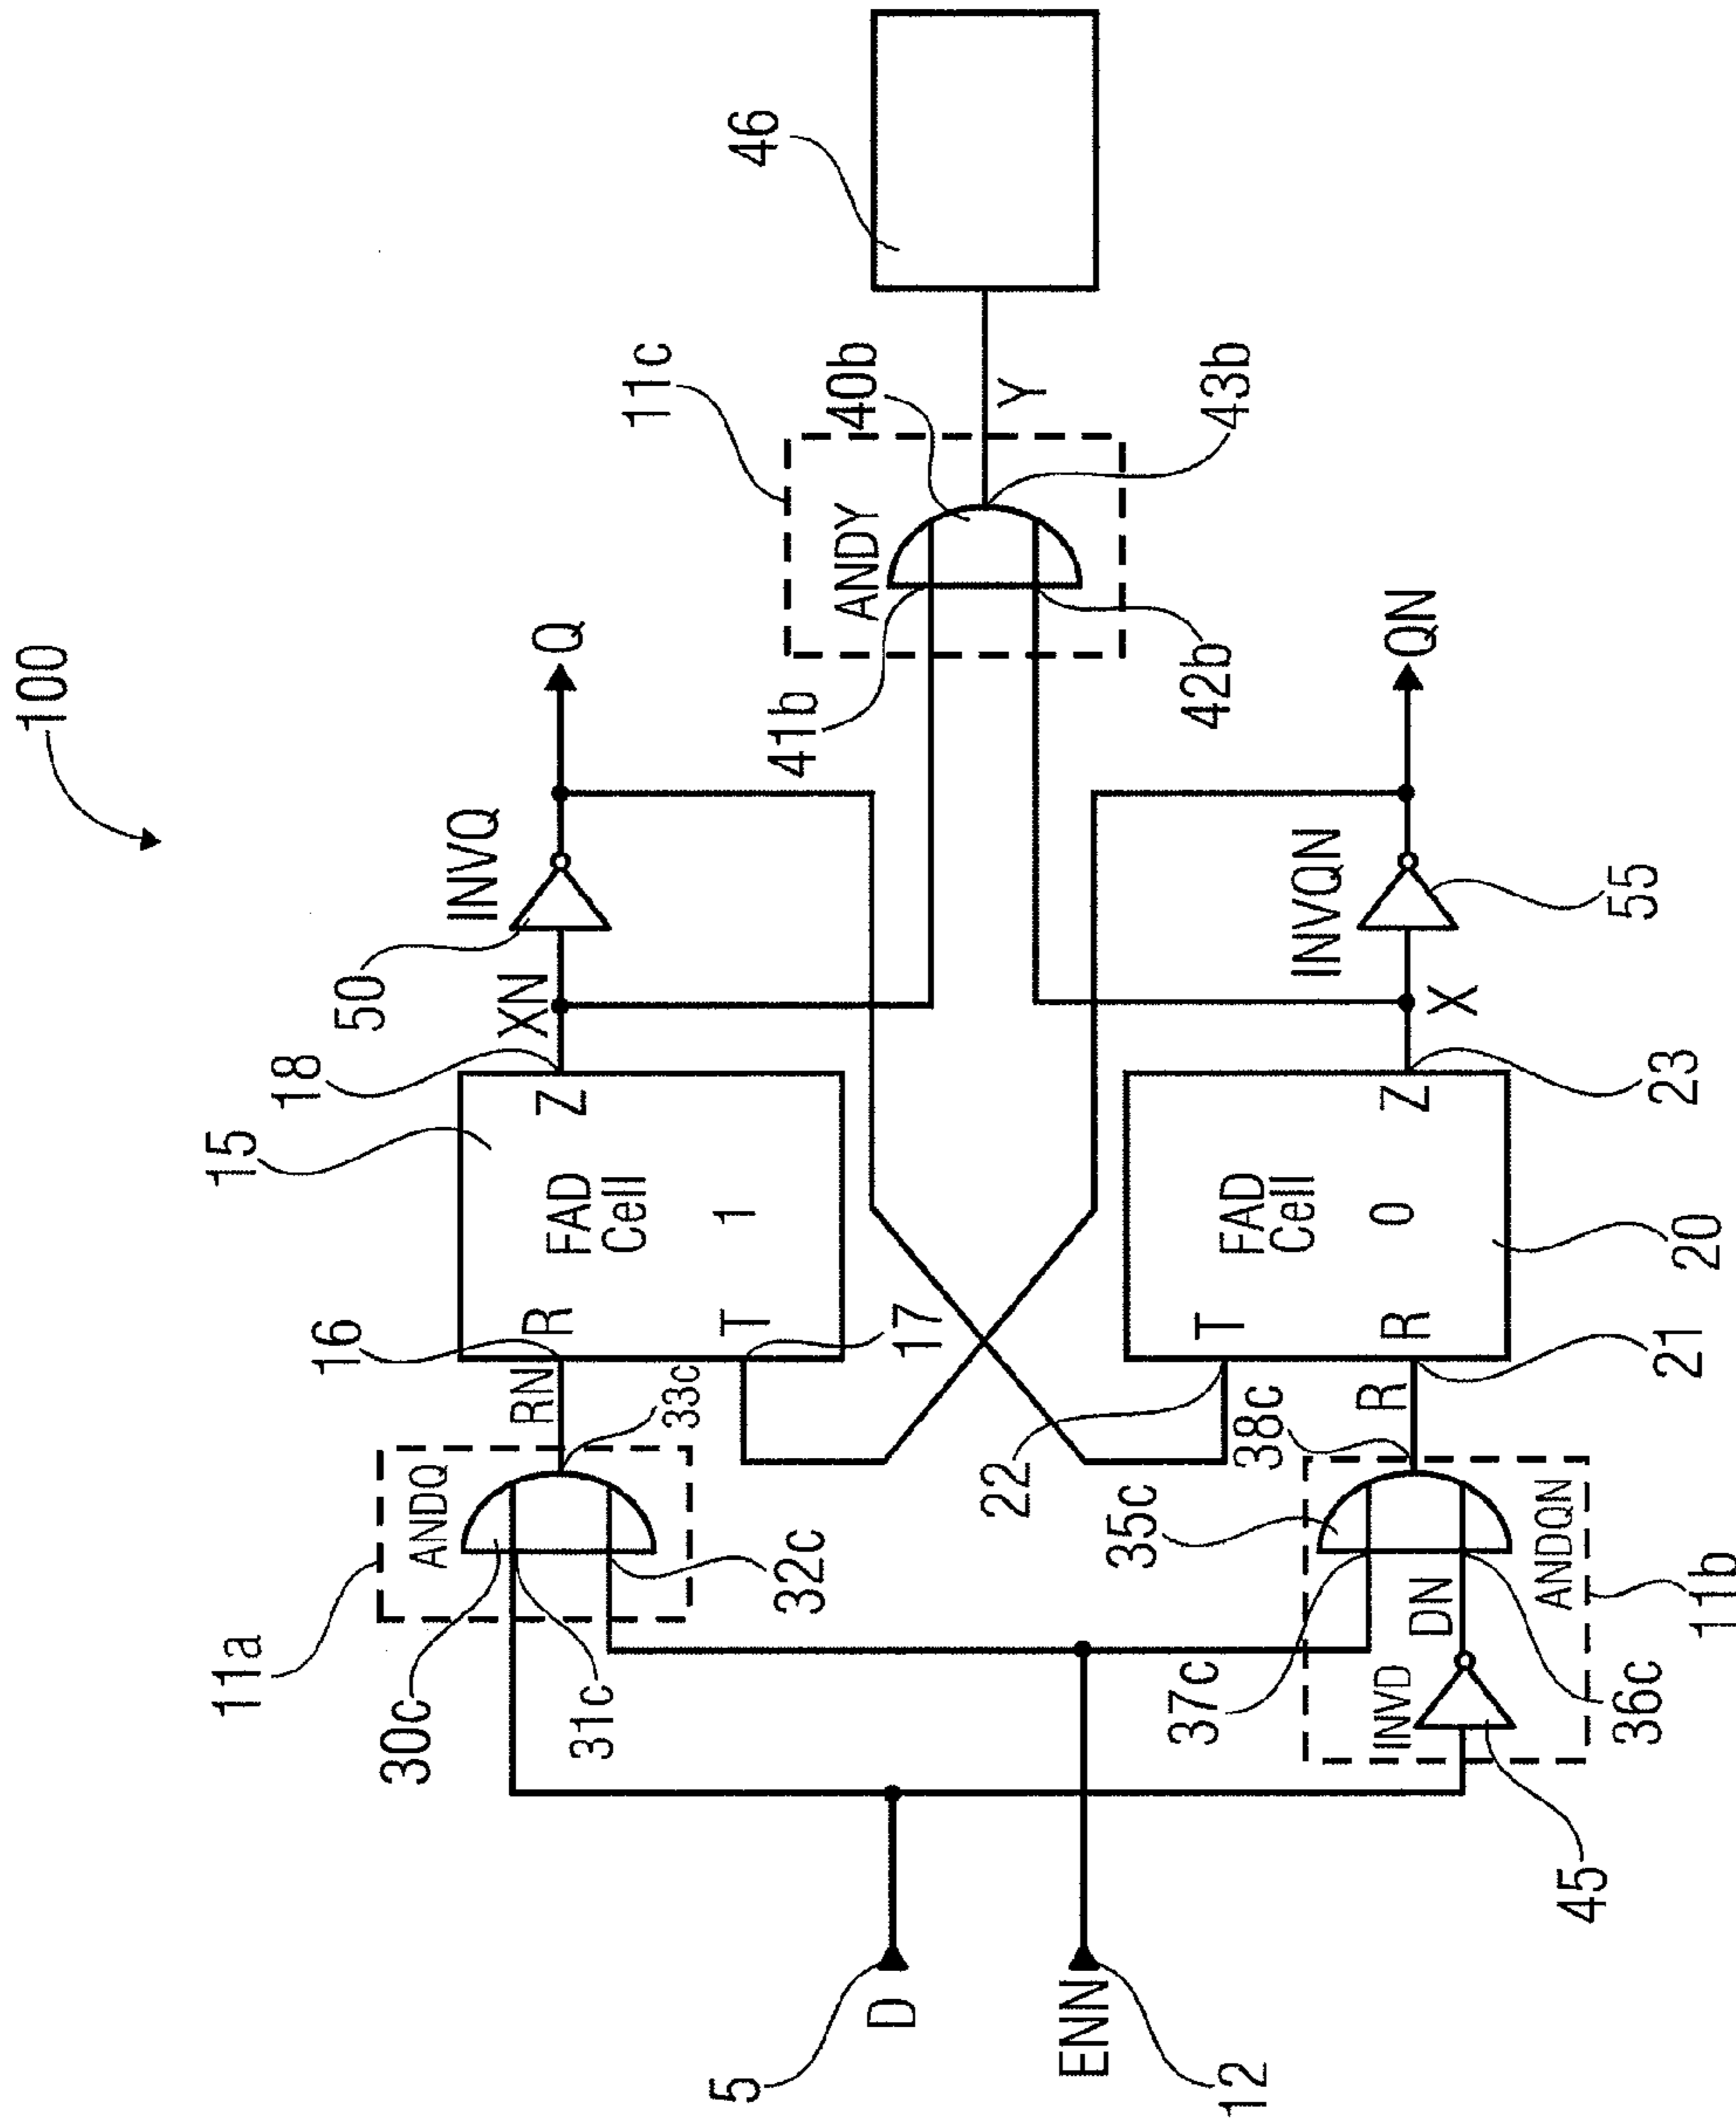 100
46
11c
40b
ANDY
Y
43b
41b
42b
Q
INVQ
50
XN
18
15
Z
FAD
Cell
1
R
T
16
17
RN
33c
ANDQ
11a
30c
31c
32c
QN
INVQN
55
X
23
Z
FAD
Cell
0
T
R
20
21
22
R
38c
35c
ANDQN
11b
DN
37c
INVD
36c
45
D
5
ENN
12